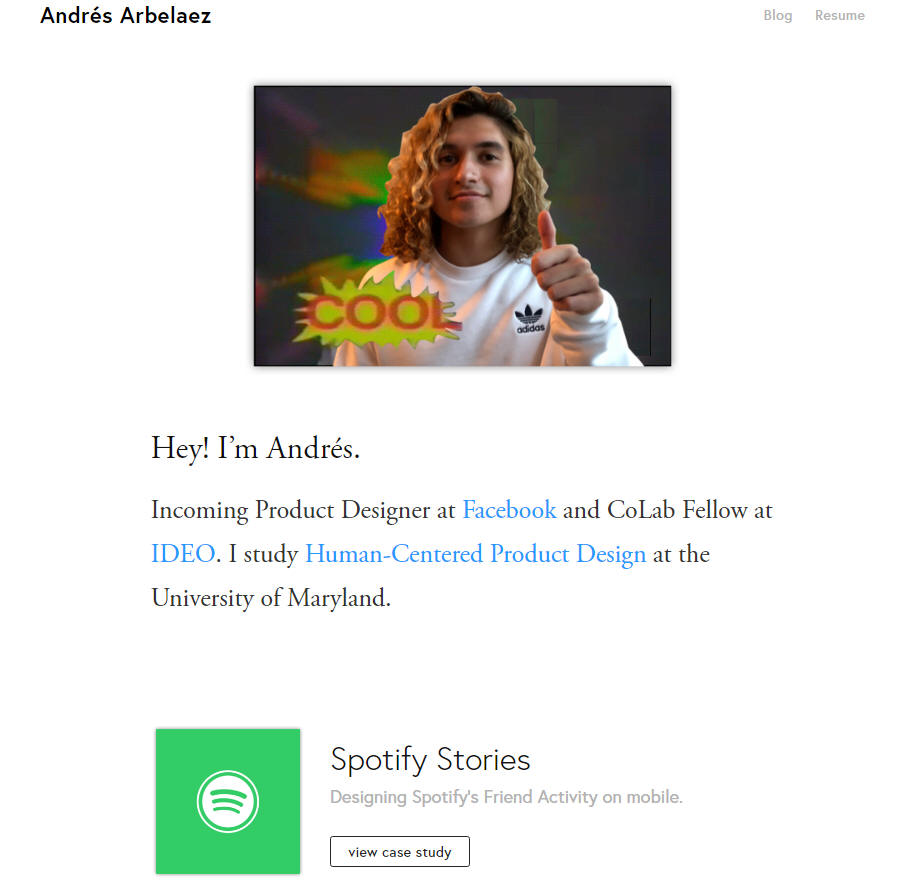 Andrés Arbelaez
Blog Resume
COOL
adidas
Hey! I’m Andrés.
Incoming Product Designer at Facebook and CoLab Fellow at
IDEO. I study Human-Centered Product Design at the
University of Maryland.
Spotify Stories
Designing Spotify's Friend Activity on mobile.
view case study